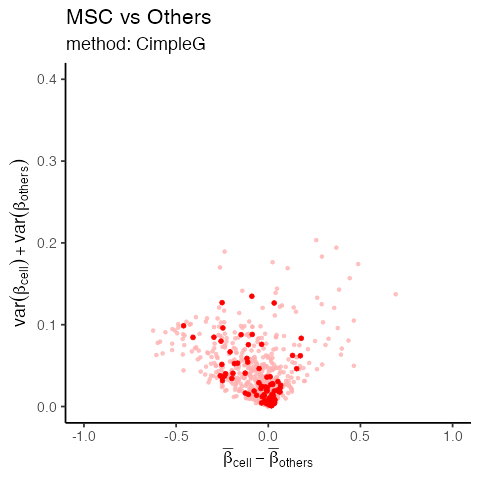 MSC vs Others
method: CimpleG
var(βcell) + var(βothers)
0.4
0.3
0.2
0.1
0.0
-1.0 -0.5 0.0 0.5 1.0
β̅cell − β̅others